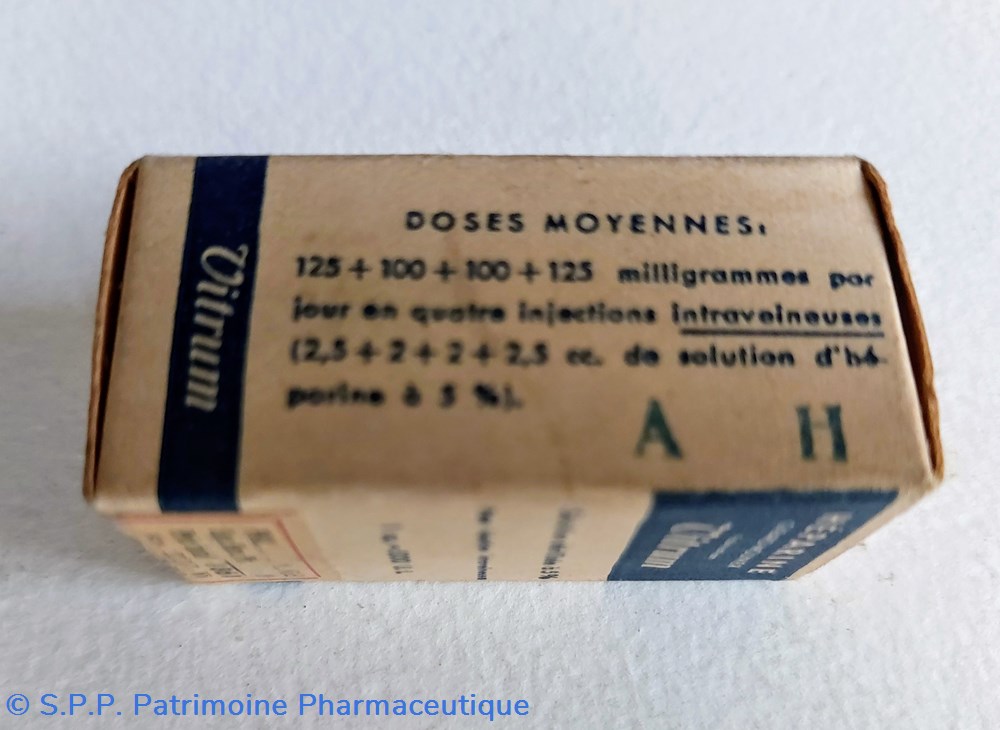 DOSES MOYENNES:
125 + 100 + 100 + 125 milligrammes par
jour en quatre injections intraveineuses
(2,5 + 2 + 2 + 2,5 cc. de solution d'hé-
parine à 5 %).
A H
Vitrum
HEPARINE
Vitrum
© S.P.P. Patrimoine Pharmaceutique